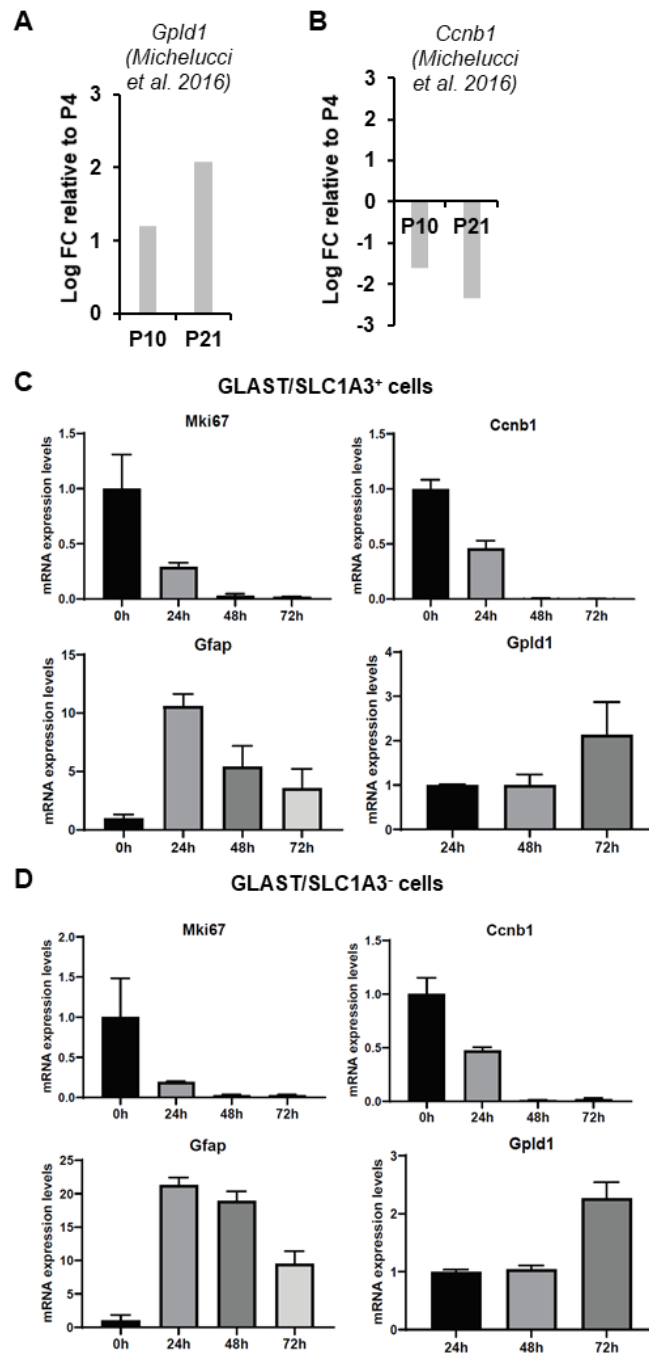 A
Gpld1
(Michelucci
et al. 2016)
Log FC relative to P4
3
2
1
0
P10 P21
B
Ccnb1
(Michelucci
et al. 2016)
Log FC relative to P4
3
2
1
0
-1
-2
-3
P10 P21
C
GLAST/SLC1A3+ cells
Mki67
mRNA expression levels
1.5
1.0
0.5
0.0
0h 24h 48h 72h
Ccnb1
mRNA expression levels
1.5
1.0
0.5
0.0
0h 24h 48h 72h
Gfap
mRNA expression levels
15
10
5
0
0h 24h 48h 72h
Gpld1
mRNA expression levels
4
3
2
1
0
24h 48h 72h
D
GLAST/SLC1A3- cells
Mki67
mRNA expression levels
2.0
1.5
1.0
0.5
0.0
0h 24h 48h 72h
Ccnb1
mRNA expression levels
1.5
1.0
0.5
0.0
0h 24h 48h 72h
Gfap
mRNA expression levels
25
20
15
10
5
0
0h 24h 48h 72h
Gpld1
mRNA expression levels
3
2
1
0
24h 48h 72h